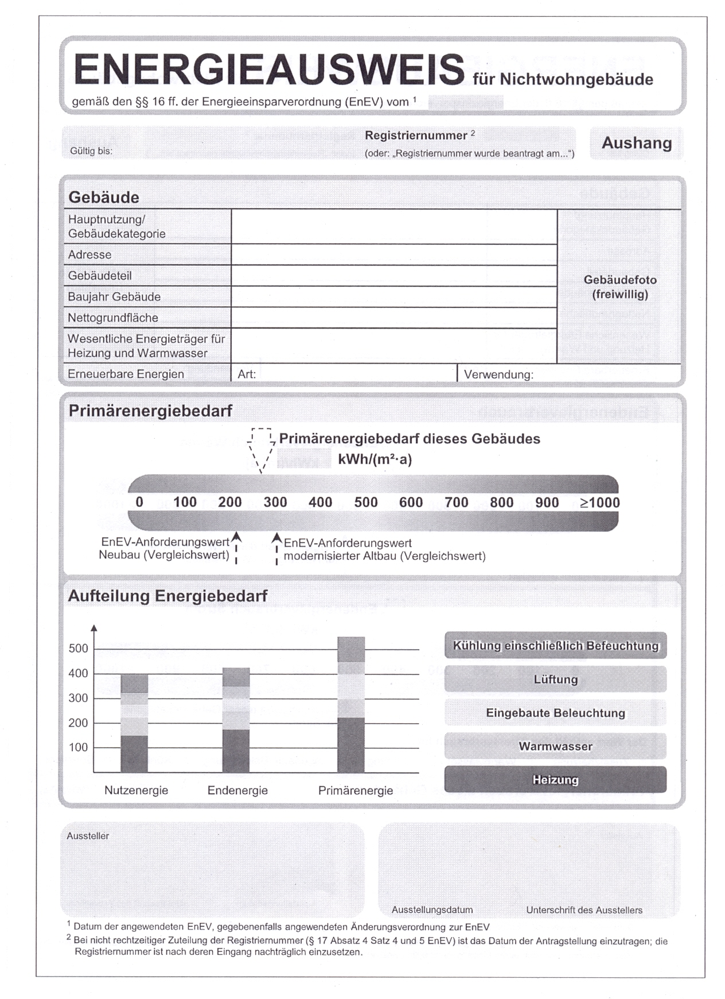 ENERGIEAUSWEIS für Nichtwohngebäude
gemäß den §§ 16 ff. der Energieeinsparverordnung (EnEV) vom ¹
Gültig bis:
Registriernummer ²
(oder: „Registriernummer wurde beantragt am...“)
Aushang
Gebäude
Hauptnutzung/
Gebäudekategorie
Adresse
Gebäudeteil
Baujahr Gebäude
Nettogrundfläche
Wesentliche Energieträger für
Heizung und Warmwasser
Erneuerbare Energien
Art:
Verwendung:
Gebäudefoto
(freiwillig)
Primärenergiebedarf
Primärenergiebedarf dieses Gebäudes
kWh/(m²·a)
0 100 200 300 400 500 600 700 800 900 ≥1000
EnEV-Anforderungswert
Neubau (Vergleichswert)
EnEV-Anforderungswert
modernisierter Altbau (Vergleichswert)
Aufteilung Energiebedarf
500
400
300
200
100
Nutzenergie
Endenergie
Primärenergie
Kühlung einschließlich Befeuchtung
Lüftung
Eingebaute Beleuchtung
Warmwasser
Heizung
Aussteller
Ausstellungsdatum
Unterschrift des Ausstellers
¹ Datum der angewendeten EnEV, gegebenenfalls angewendeten Änderungsverordnung zur EnEV
² Bei nicht rechtzeitiger Zuteilung der Registriernummer (§ 17 Absatz 4 Satz 4 und 5 EnEV) ist das Datum der Antragstellung einzutragen; die
Registriernummer ist nach deren Eingang nachträglich einzusetzen.